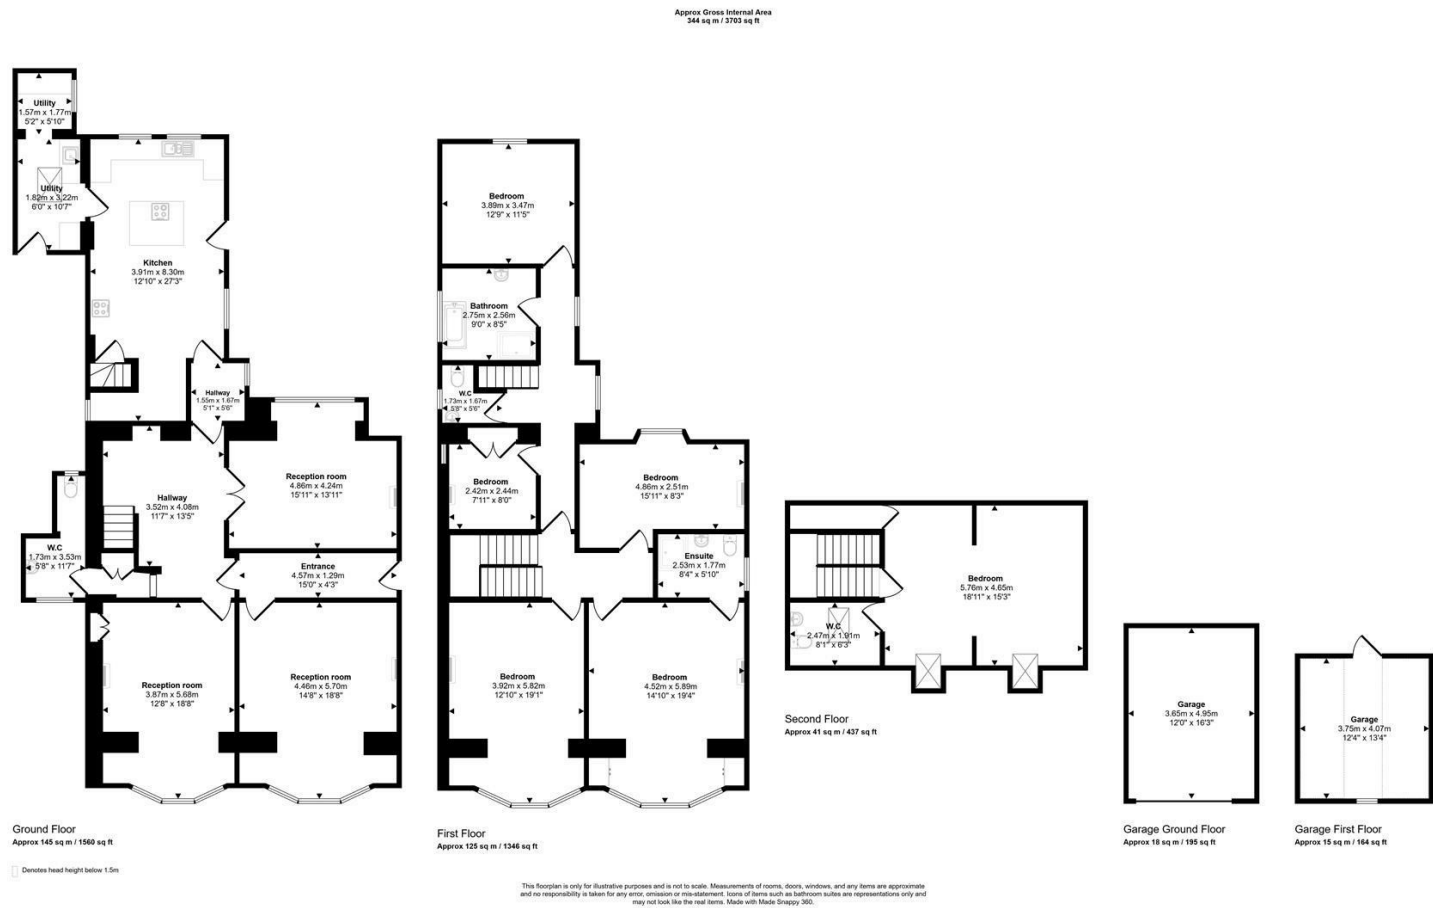 Approx Gross Internal Area
344 sq m / 3703 sq ft
Utility
1.57m x 1.77m
5'2" x 5'10"
Utility
1.82m x 3.22m
6'0" x 10'7"
Kitchen
3.91m x 8.30m
12'10" x 27'3"
Hallway
1.55m x 1.67m
5'1" x 5'6"
Reception room
4.86m x 4.24m
15'11" x 13'11"
Hallway
3.52m x 4.08m
11'7" x 13'5"
W.C
1.73m x 3.53m
5'8" x 11'7"
Entrance
4.57m x 1.29m
15'0" x 4'3"
Reception room
3.87m x 5.68m
12'8" x 18'8"
Reception room
4.46m x 5.70m
14'8" x 18'8"
Ground Floor
Approx 145 sq m / 1560 sq ft
Denotes head height below 1.5m
Bedroom
3.89m x 3.47m
12'9" x 11'5"
Bathroom
2.75m x 2.56m
9'0" x 8'5"
W.C
1.73m x 1.67m
5'8" x 5'6"
Bedroom
2.42m x 2.44m
7'11" x 8'0"
Bedroom
4.86m x 2.51m
15'11" x 8'3"
Ensuite
2.53m x 1.77m
8'4" x 5'10"
Bedroom
3.92m x 5.82m
12'10" x 19'1"
Bedroom
4.52m x 5.89m
14'10" x 19'4"
First Floor
Approx 125 sq m / 1346 sq ft
Bedroom
5.76m x 4.65m
18'11" x 15'3"
W.C
2.47m x 1.91m
8'1" x 6'3"
Second Floor
Approx 41 sq m / 437 sq ft
Garage
3.65m x 4.95m
12'0" x 16'3"
Garage Ground Floor
Approx 18 sq m / 195 sq ft
Garage
3.75m x 4.07m
12'4" x 13'4"
Garage First Floor
Approx 15 sq m / 164 sq ft
This floorplan is only for illustrative purposes and is not to scale. Measurements of rooms, doors, windows, and any items are approximate
and no responsibility is taken for any error, omission or mis-statement. Icons of items such as bathroom suites are representations only and
may not look like the real items. Made with Made Snappy 360.